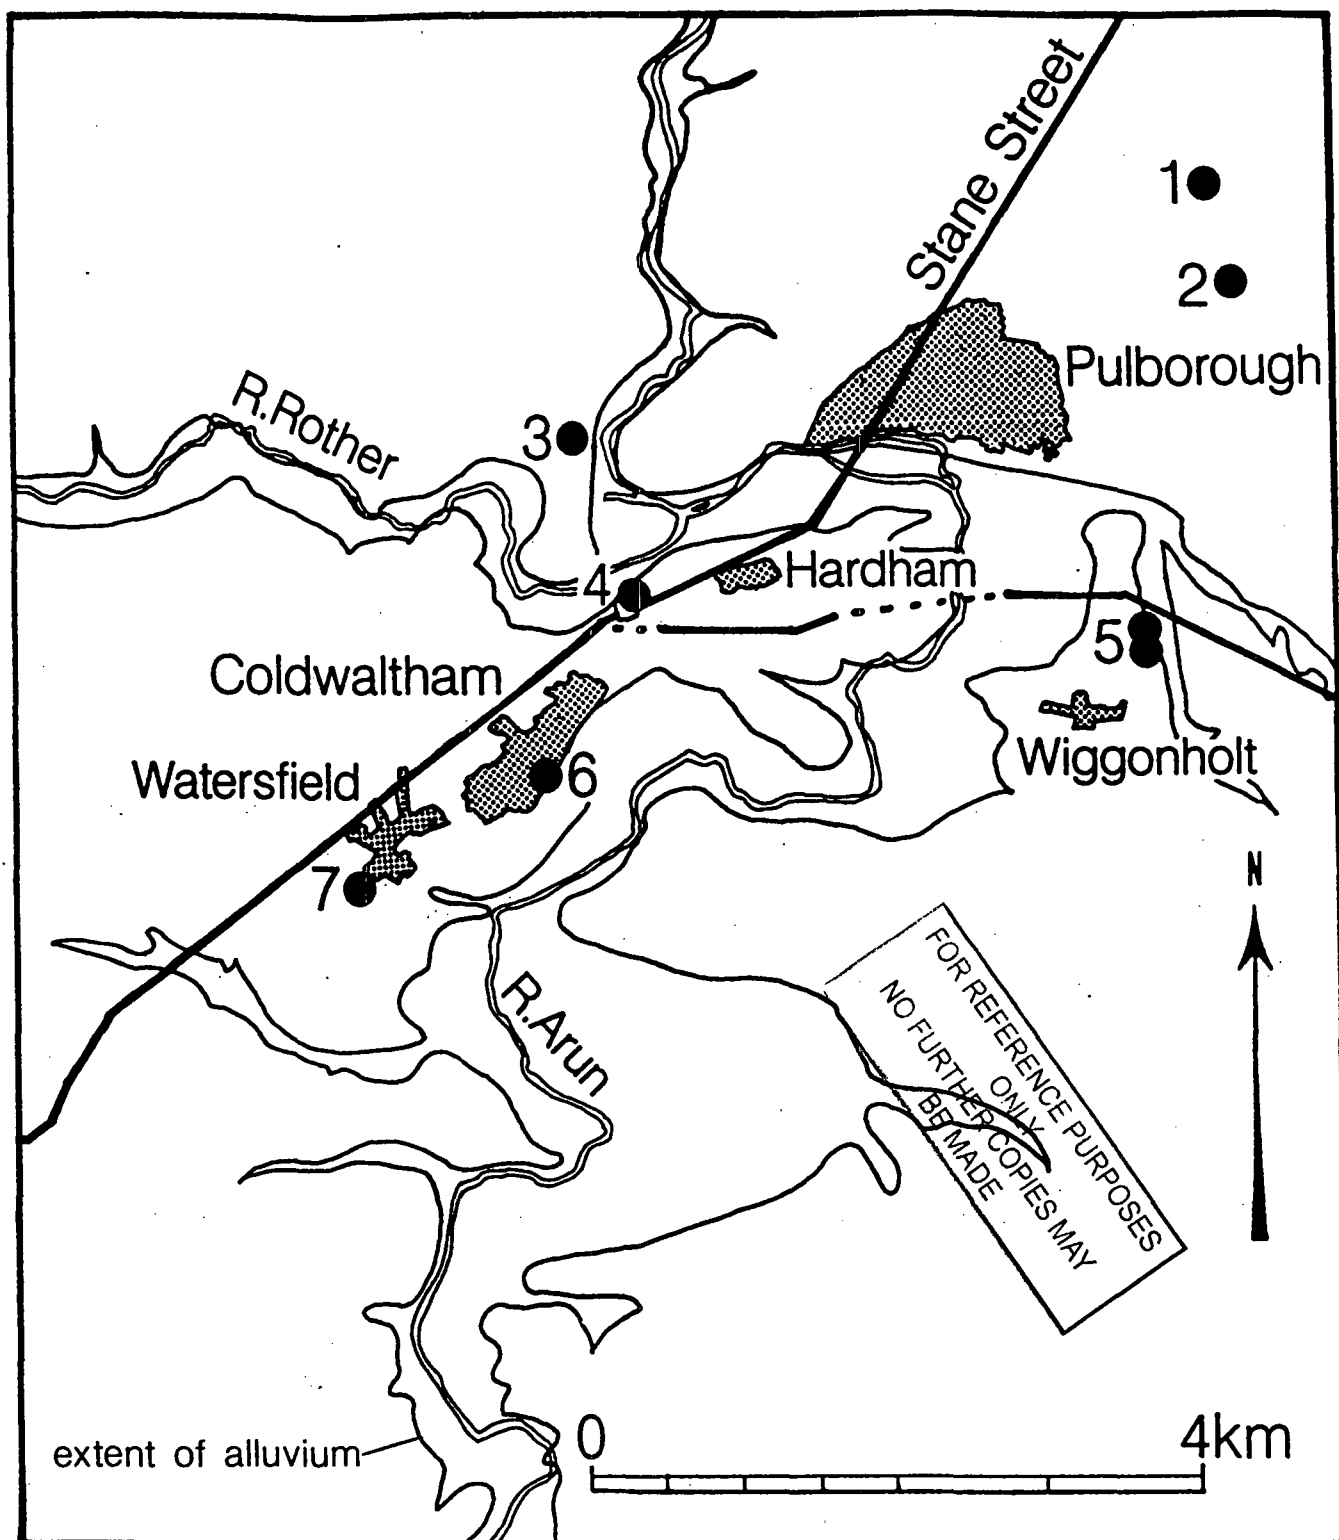 Stane Street
1
2
Pulborough
R.Rother
3
4
Hardham
5
Coldwaltham
Wiggonholt
Watersfield
6
7
N
R.Arun
FOR REFERENCE PURPOSES
ONLY
NO FURTHER COPIES MAY
BE MADE
extent of alluvium
0
4km